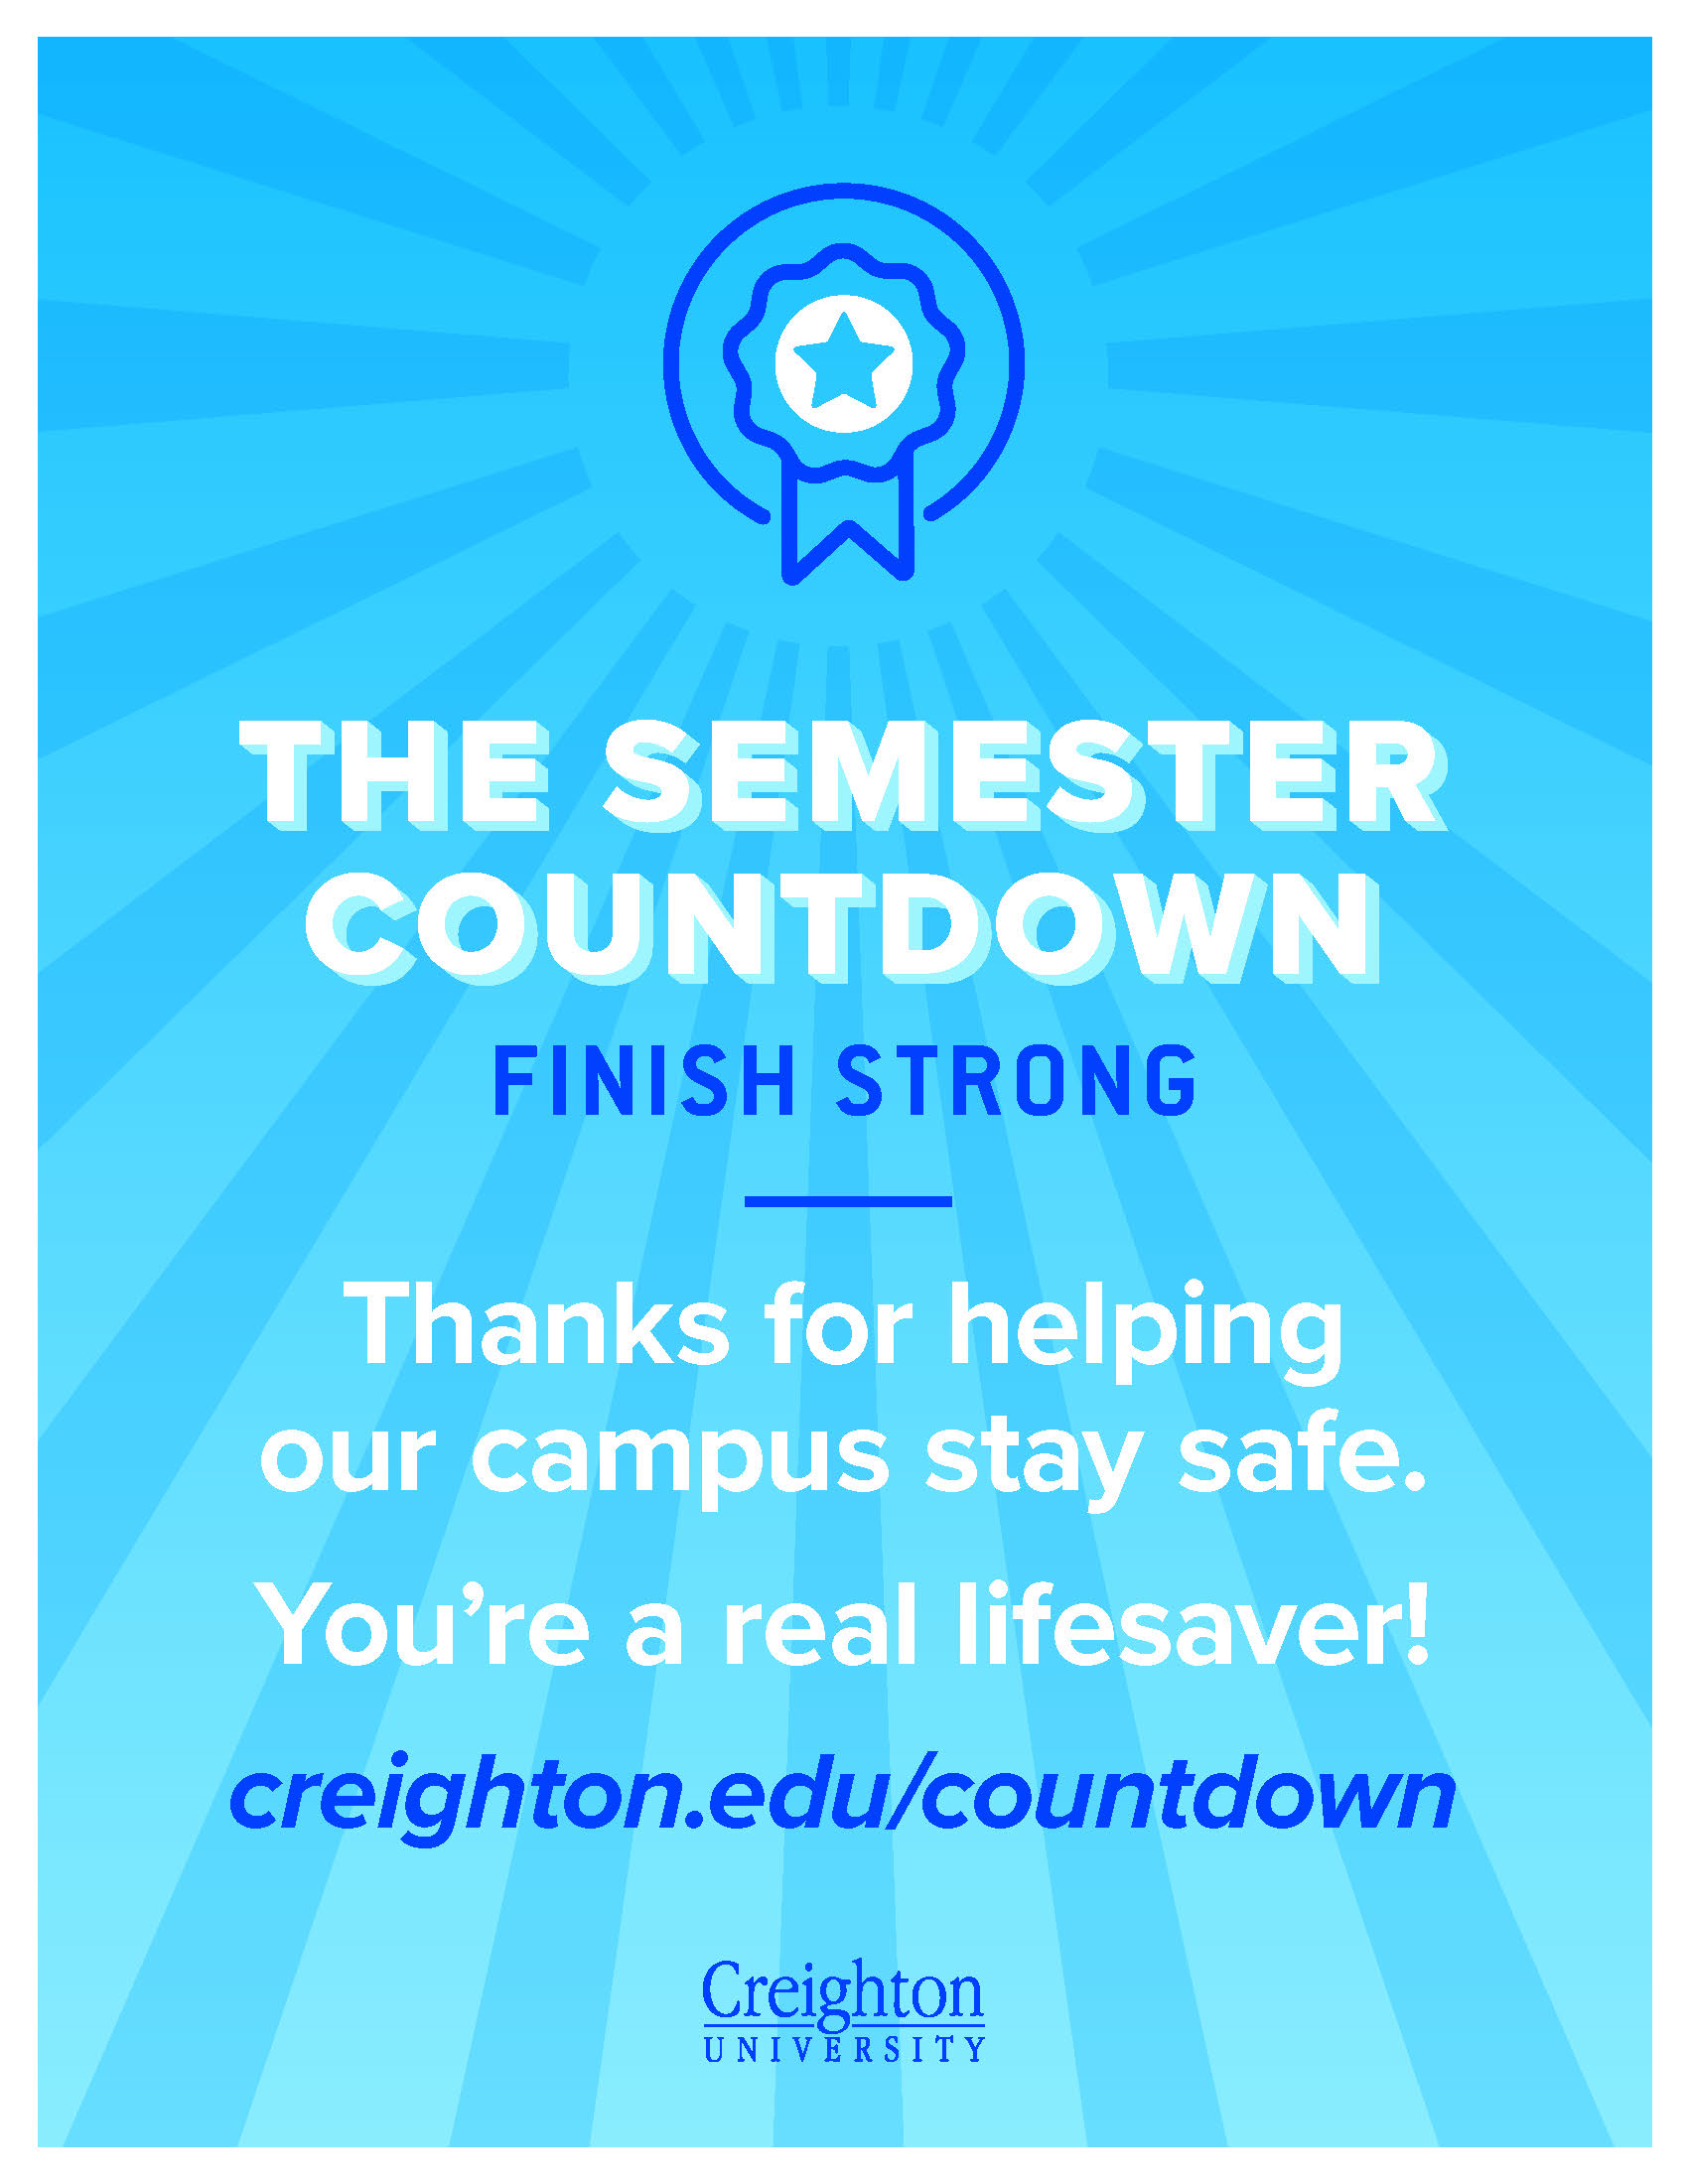 THE SEMESTER
COUNTDOWN
FINISH STRONG
Thanks for helping
our campus stay safe.
You’re a real lifesaver!
creighton.edu/countdown
Creighton
UNIVERSITY